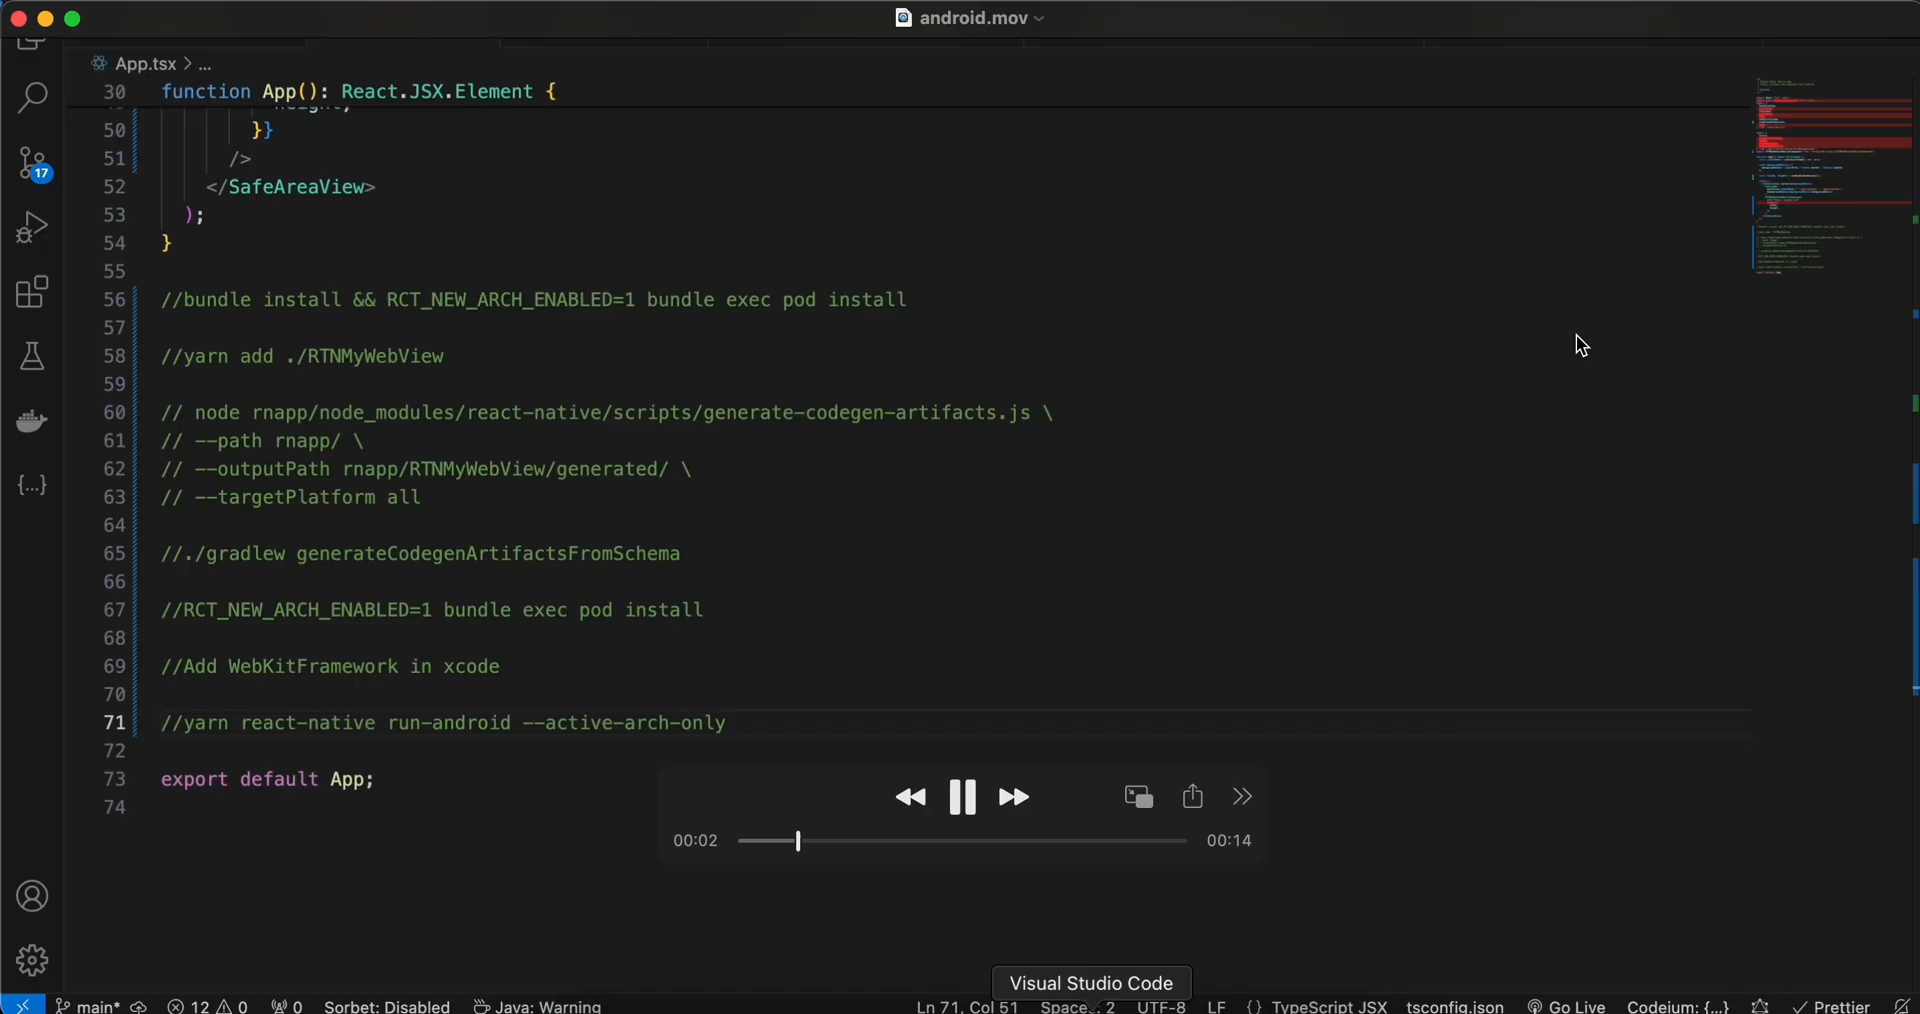 android.mov
App.tsx > ...
30 function App(): React.JSX.Element {
height,
50 }}
51 />
52 </SafeAreaView>
53 );
54 }
55
56 //bundle install && RCT_NEW_ARCH_ENABLED=1 bundle exec pod install
57
58 //yarn add ./RTNMyWebView
59
60 // node rnapp/node_modules/react-native/scripts/generate-codegen-artifacts.js \
61 // --path rnapp/ \
62 // --outputPath rnapp/RTNMyWebView/generated/ \
63 // --targetPlatform all
64
65 //./gradlew generateCodegenArtifactsFromSchema
66
67 //RCT_NEW_ARCH_ENABLED=1 bundle exec pod install
68
69 //Add WebKitFramework in xcode
70
71 //yarn react-native run-android --active-arch-only
72
73 export default App;
74
17
{...}
00:02 00:14
Visual Studio Code
main* 12 0 0 Sorbet: Disabled Java: Warning Ln 71, Col 51 2 UTF-8 LF {} TypeScript JSX tsconfig.json Go Live Codeium: {...} Prettier